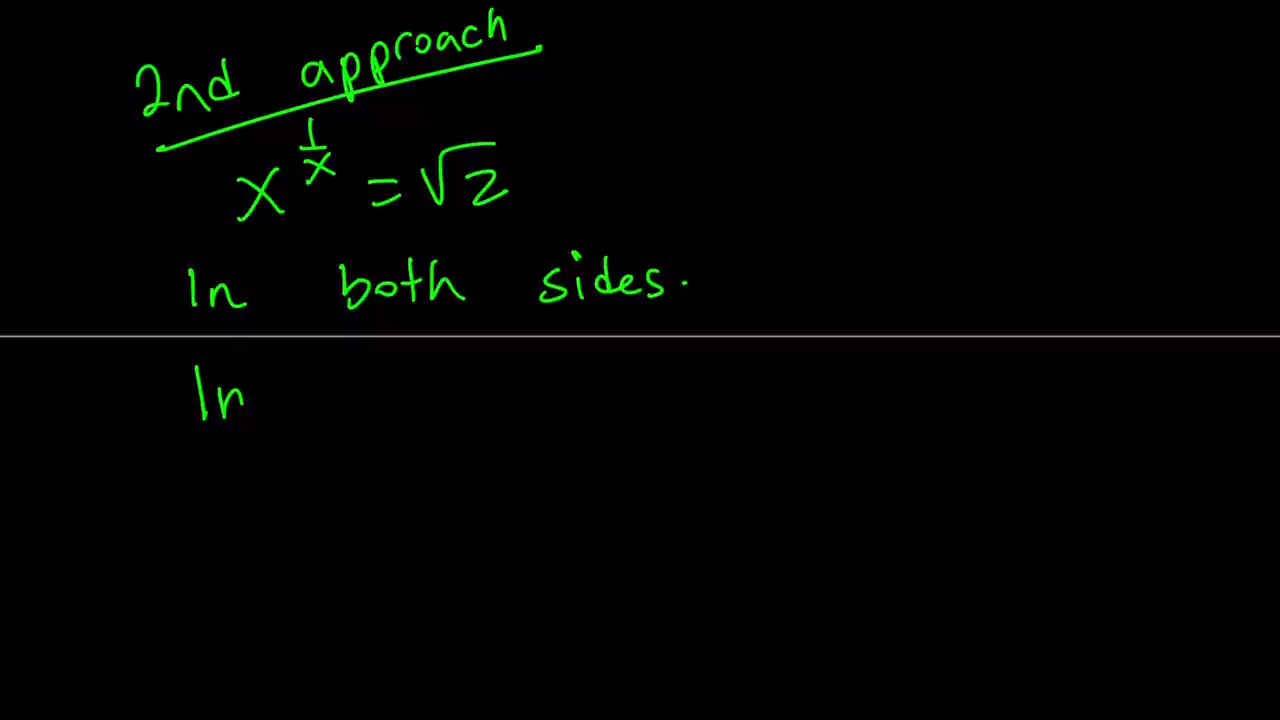 2nd approach
x^{1/x} = √2
ln both sides.
ln